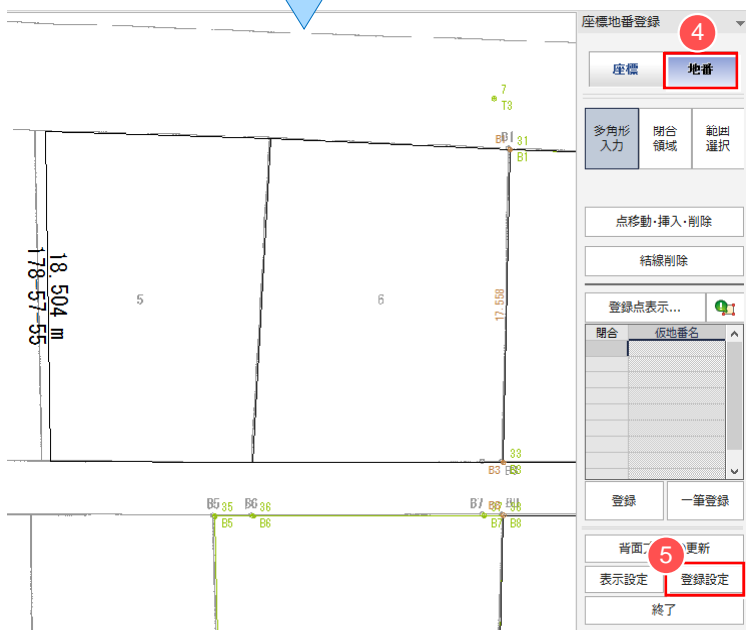 座標地番登録
4
座標
地番
7
T3
31
B1
B1
多角形
入力
閉合
領域
範囲
選択
点移動・挿入・削除
結線削除
18.504 m
178-57-55
5
6
17.558
登録点表示...
閉合
仮地番名
33
B3
登録
一筆登録
B5
35
B6
36
B7
B5
B6
B7
B8
5
更新
表示設定
登録設定
終了